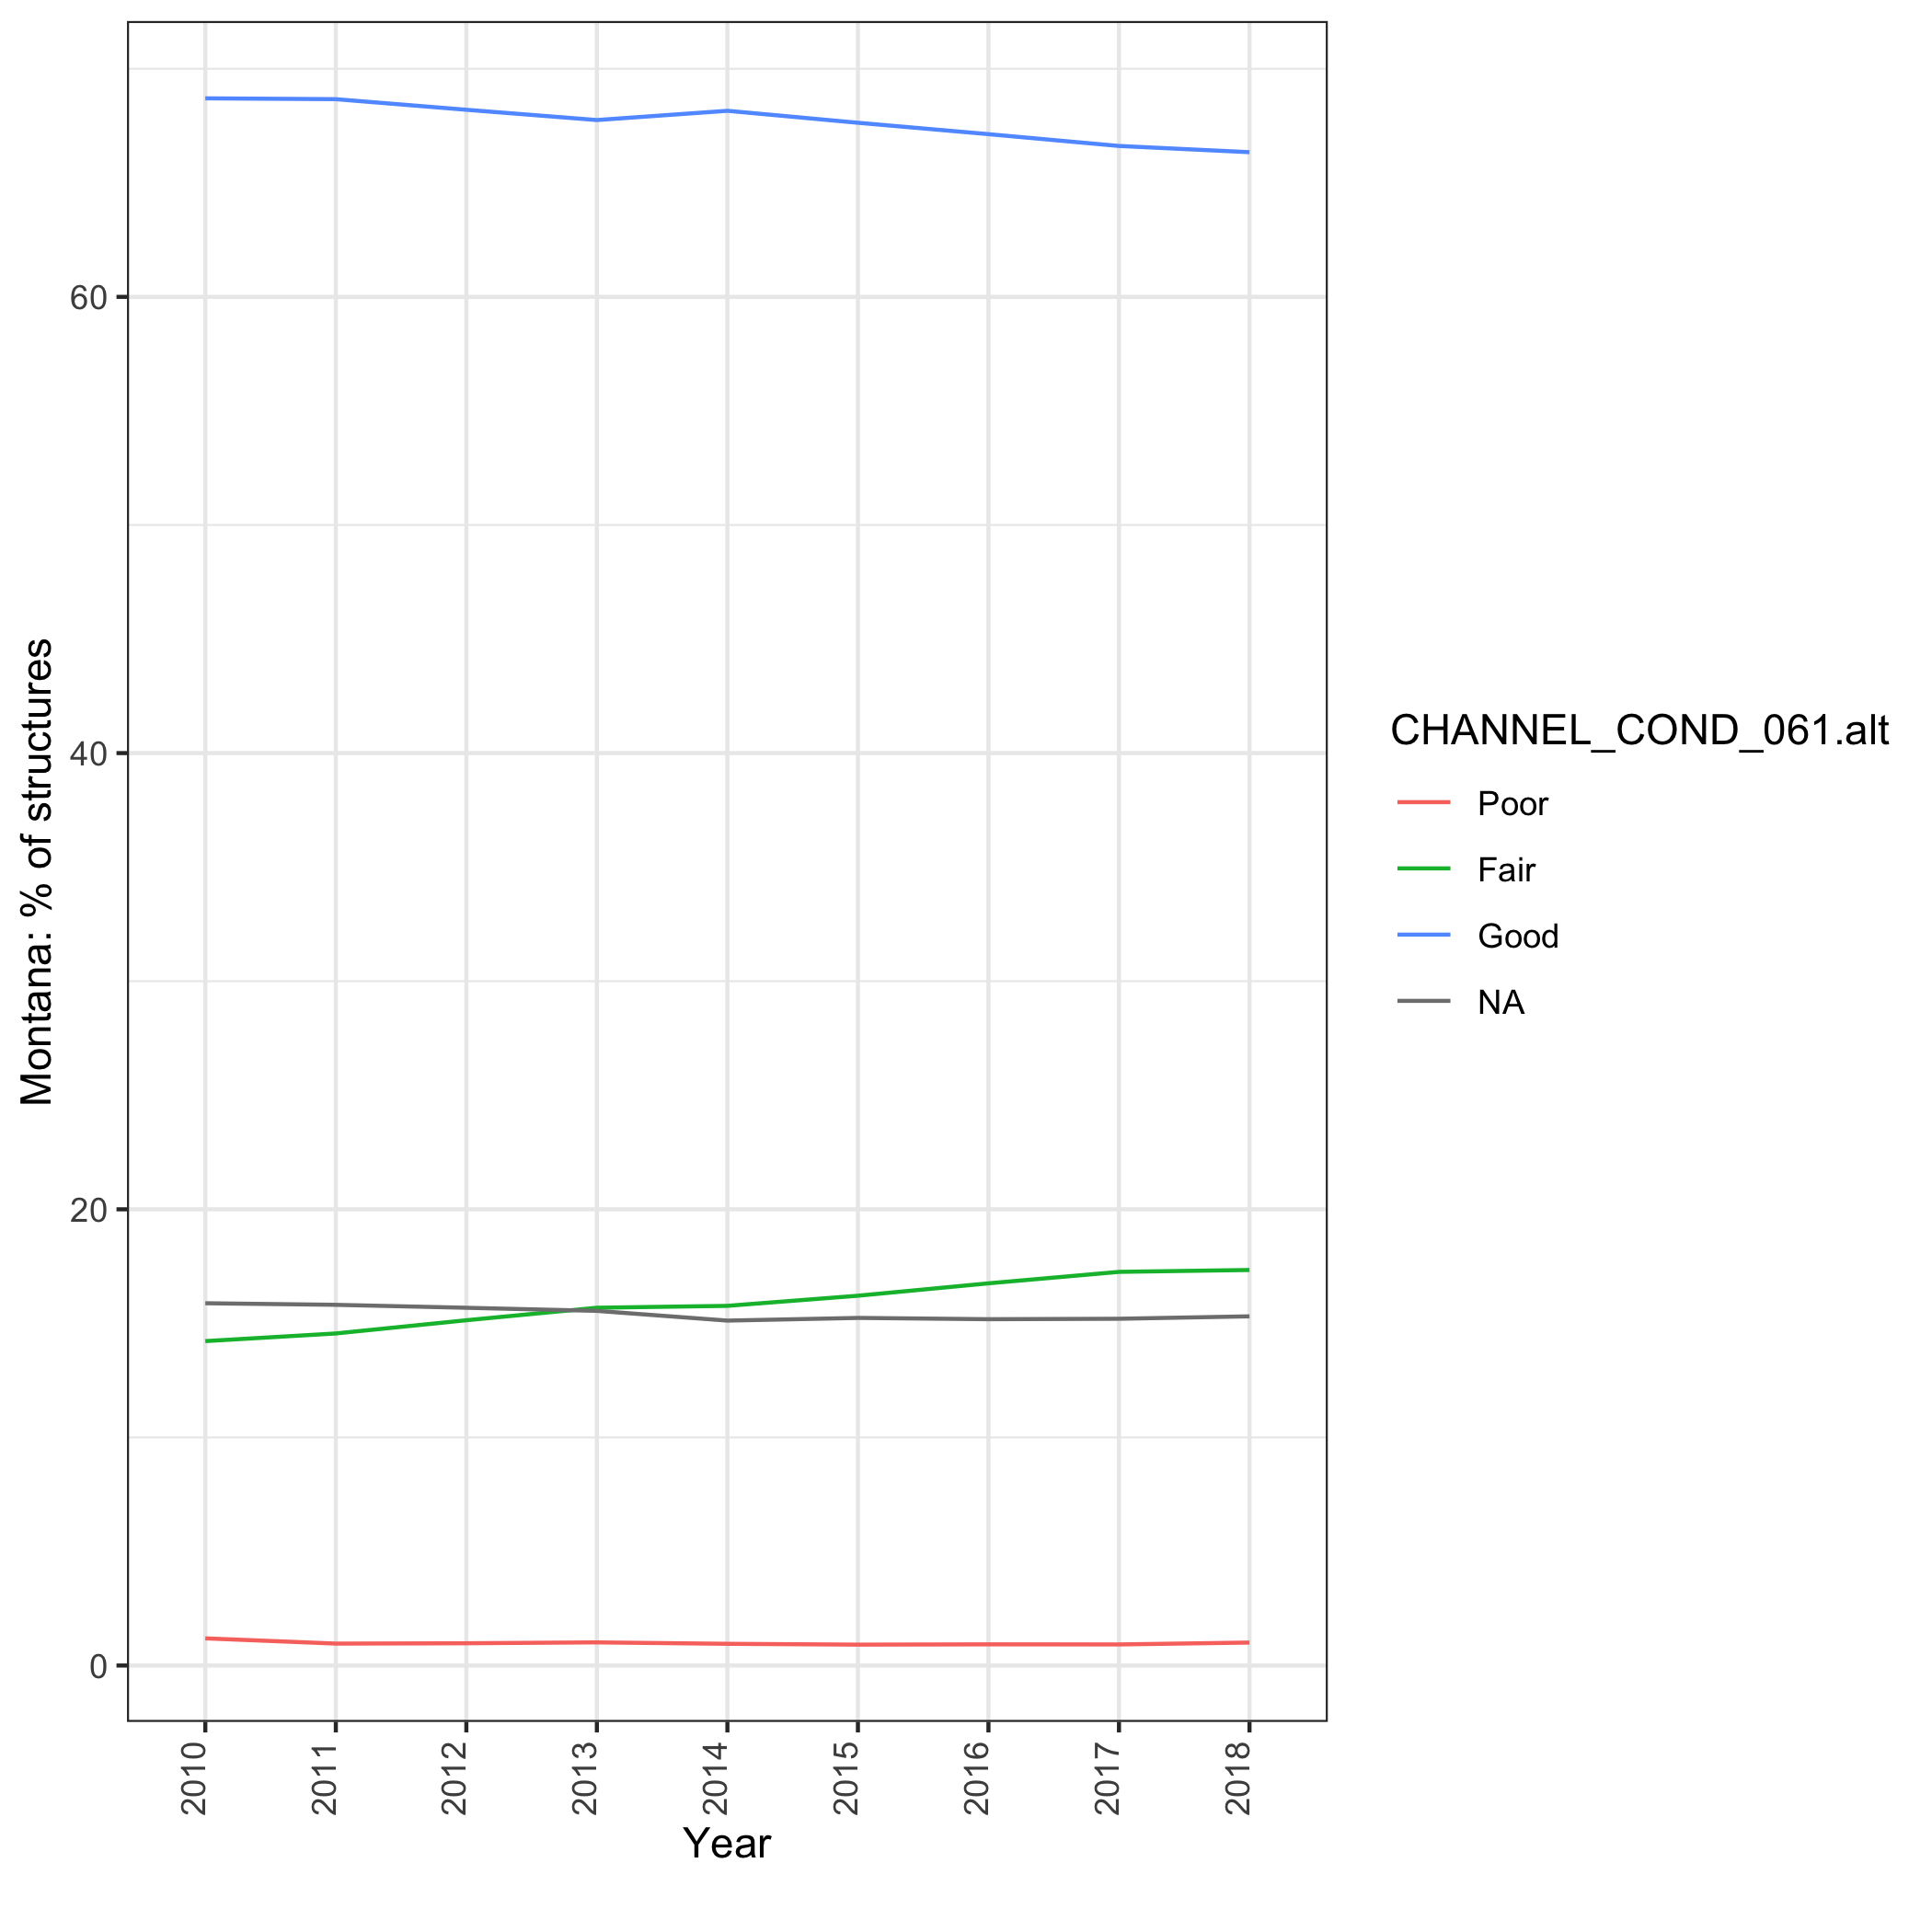 Montana: % of structures
60
40
20
0
2010
2011
2012
2013
2014
2015
2016
2017
2018
Year
CHANNEL_COND_061.alt
Poor
Fair
Good
NA